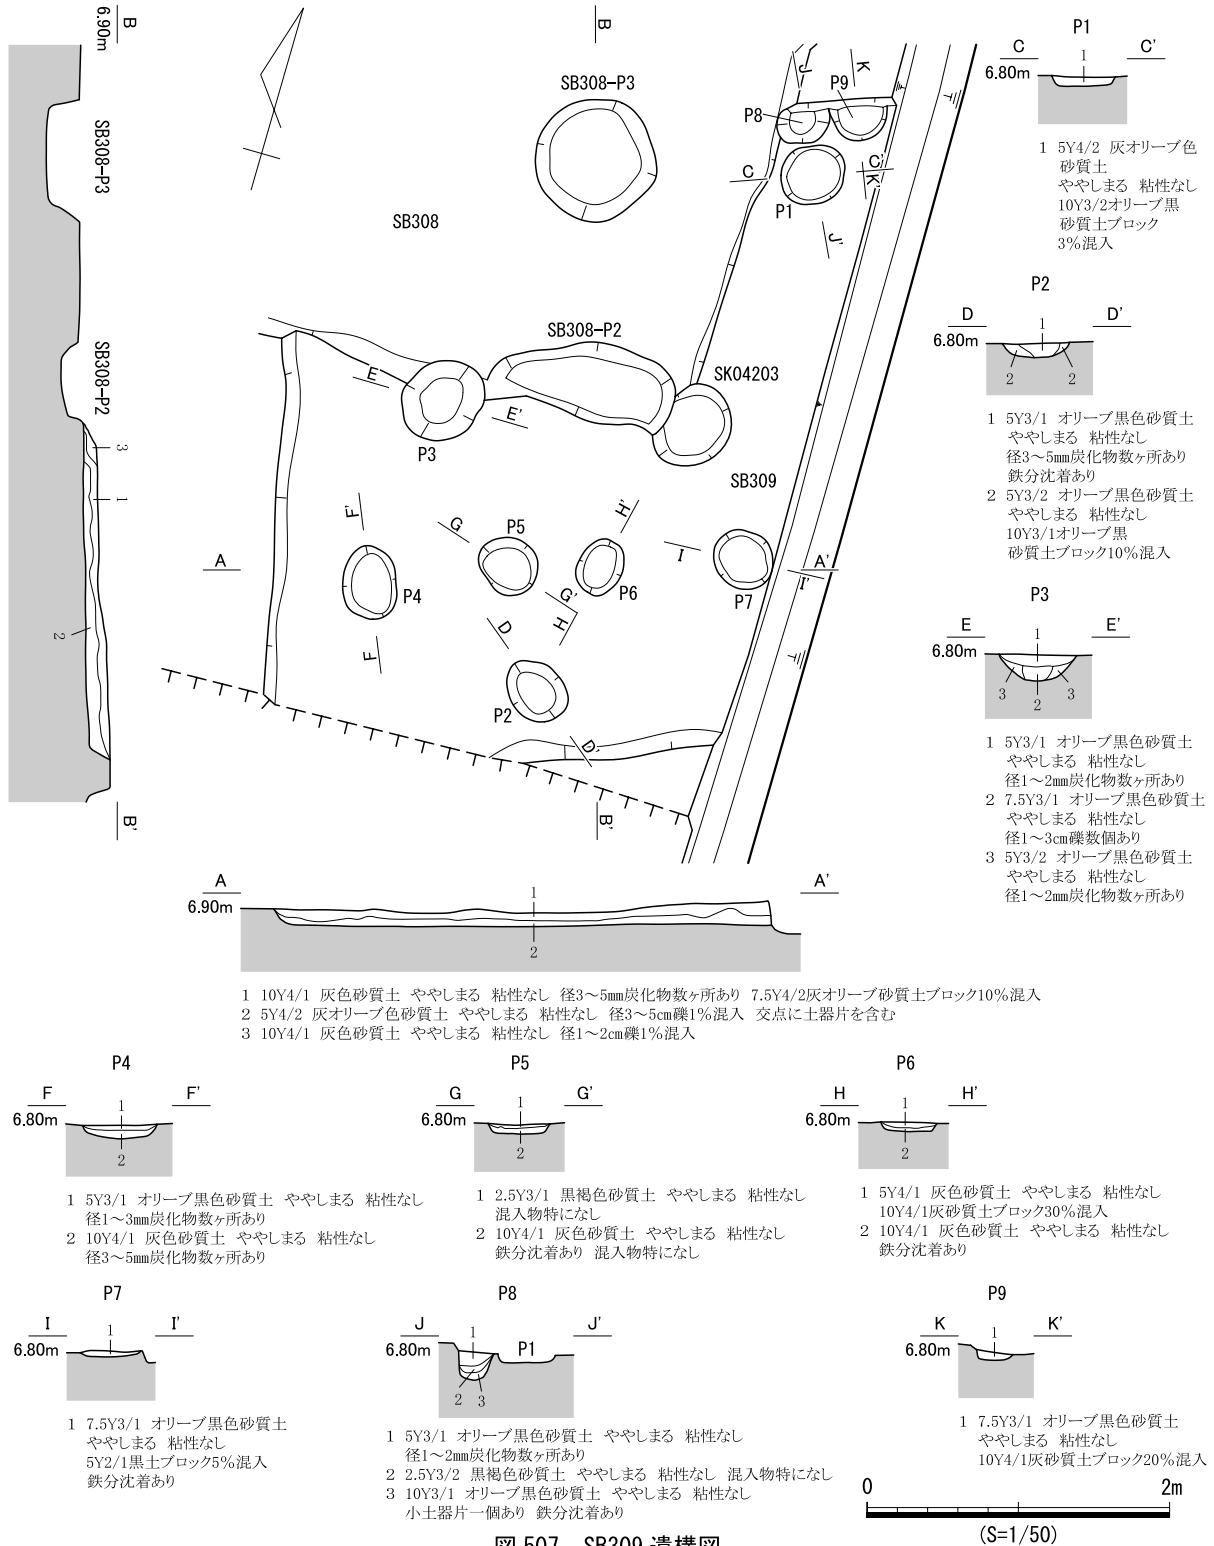 B
6.90m
SB308-P3
SB308-P2
3
1
2
B'
B
SB308-P3
SB308
SB308-P2
SK04203
SB309
J
K
P8
P9
C
C'
K'
P1
J'
E
E'
P3
F'
G
P5
H'
I
A
A'
I'
P4
G'
H
P6
P7
D
F
P2
D'
B'
P1
C
C'
6.80m
1
1 5Y4/2 灰オリーブ色
砂質土
ややしまる 粘性なし
10Y3/2オリーブ黒
砂質土ブロック
3%混入
P2
D
D'
6.80m
1
2
2
1 5Y3/1 オリーブ黒色砂質土
ややしまる 粘性なし
径3～5mm炭化物数ヶ所あり
鉄分沈着あり
2 5Y3/2 オリーブ黒色砂質土
ややしまる 粘性なし
10Y3/1オリーブ黒
砂質土ブロック10%混入
P3
E
E'
6.80m
1
3
2
3
1 5Y3/1 オリーブ黒色砂質土
ややしまる 粘性なし
径1～2mm炭化物数ヶ所あり
2 7.5Y3/1 オリーブ黒色砂質土
ややしまる 粘性なし
径1～3cm礫数個あり
3 5Y3/2 オリーブ黒色砂質土
ややしまる 粘性なし
径1～2mm炭化物数ヶ所あり
A
A'
6.90m
1
2
1 10Y4/1 灰色砂質土 ややしまる 粘性なし 径3～5mm炭化物数ヶ所あり 7.5Y4/2灰オリーブ砂質土ブロック10%混入
2 5Y4/2 灰オリーブ色砂質土 ややしまる 粘性なし 径3～5cm礫1%混入 交点に土器片を含む
3 10Y4/1 灰色砂質土 ややしまる 粘性なし 径1～2cm礫1%混入
P4
F
F'
6.80m
1
2
1 5Y3/1 オリーブ黒色砂質土 ややしまる 粘性なし
径1～3mm炭化物数ヶ所あり
2 10Y4/1 灰色砂質土 ややしまる 粘性なし
径3～5mm炭化物数ヶ所あり
P5
G
G'
6.80m
1
2
1 2.5Y3/1 黒褐色砂質土 ややしまる 粘性なし
混入物特になし
2 10Y4/1 灰色砂質土 ややしまる 粘性なし
鉄分沈着あり 混入物特になし
P6
H
H'
6.80m
1
2
1 5Y4/1 灰色砂質土 ややしまる 粘性なし
10Y4/1灰砂質土ブロック30%混入
2 10Y4/1 灰色砂質土 ややしまる 粘性なし
鉄分沈着あり
P7
I
I'
6.80m
1
1 7.5Y3/1 オリーブ黒色砂質土
ややしまる 粘性なし
5Y2/1黒土ブロック5%混入
鉄分沈着あり
P8
J
J'
6.80m
1
P1
2
3
1 5Y3/1 オリーブ黒色砂質土 ややしまる 粘性なし
径1～2mm炭化物数ヶ所あり
2 2.5Y3/2 黒褐色砂質土 ややしまる 粘性なし 混入物特になし
3 10Y3/1 オリーブ黒色砂質土 ややしまる 粘性なし
小土器片一個あり 鉄分沈着あり
P9
K
K'
6.80m
1
1 7.5Y3/1 オリーブ黒色砂質土
ややしまる 粘性なし
10Y4/1灰砂質土ブロック20%混入
0
2m
(S=1/50)
図 507 SB309 遺構図